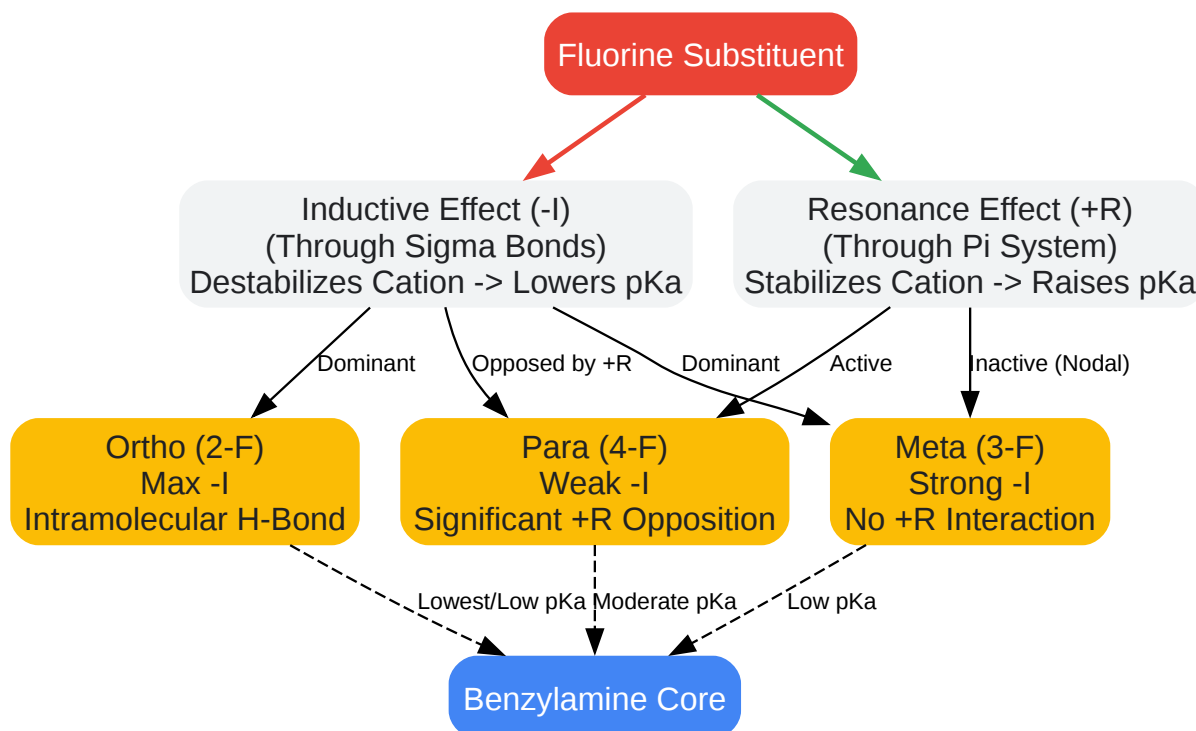 Fluorine Substituent
Inductive Effect (-I)
(Through Sigma Bonds)
Destabilizes Cation -> Lowers pKa
Resonance Effect (+R)
(Through Pi System)
Stabilizes Cation -> Raises pKa
Dominant
Opposed by +R
Dominant
Active
Inactive (Nodal)
Ortho (2-F)
Max -I
Intramolecular H-Bond
Para (4-F)
Weak -I
Significant +R Opposition
Meta (3-F)
Strong -I
No +R Interaction
Lowest/Low pKa
Moderate pKa
Low pKa
Benzylamine Core